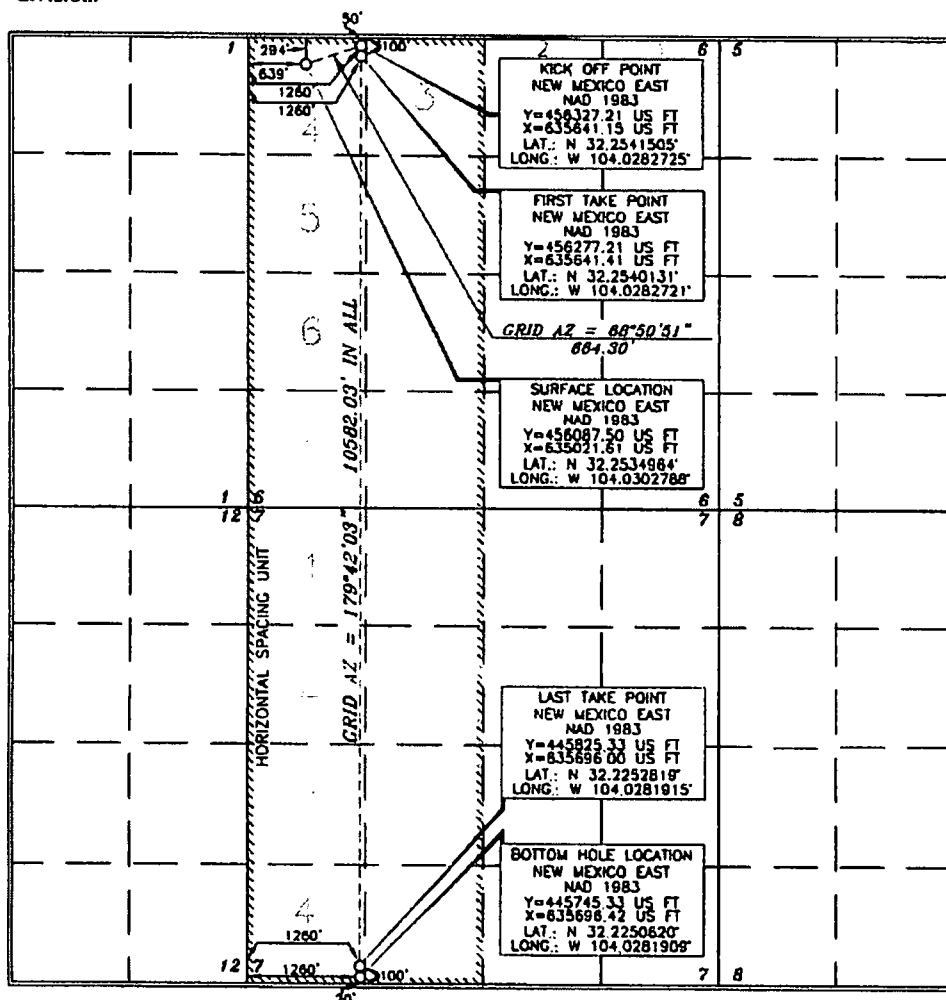 50'
1
294'
100'
2
1
6
5
639'
1260'
1260'
3
4
KICK OFF POINT
NEW MEXICO EAST
NAD 1983
Y=456327.21 US FT
X=635641.15 US FT
LAT.: N 32.2541505°
LONG.: W 104.0282725°
5
FIRST TAKE POINT
NEW MEXICO EAST
NAD 1983
Y=456277.21 US FT
X=635641.41 US FT
LAT.: N 32.2540131°
LONG.: W 104.0282721°
6
GRID AZ = 68°50'51"
664.30'
SURFACE LOCATION
NEW MEXICO EAST
NAD 1983
Y=456087.50 US FT
X=635021.61 US FT
LAT.: N 32.2534964°
LONG.: W 104.0302788°
GRID AZ = 179°42'03" 10582.03' IN ALL
1 6
12 7
6 5
7 8
1
HORIZONTAL SPACING UNIT
LAST TAKE POINT
NEW MEXICO EAST
NAD 1983
Y=445825.33 US FT
X=635696.00 US FT
LAT.: N 32.2252819°
LONG.: W 104.0281915°
BOTTOM HOLE LOCATION
NEW MEXICO EAST
NAD 1983
Y=445745.33 US FT
X=635696.42 US FT
LAT.: N 32.2250620°
LONG.: W 104.0281909°
4
1260'
12 7
1260'
100'
7 8